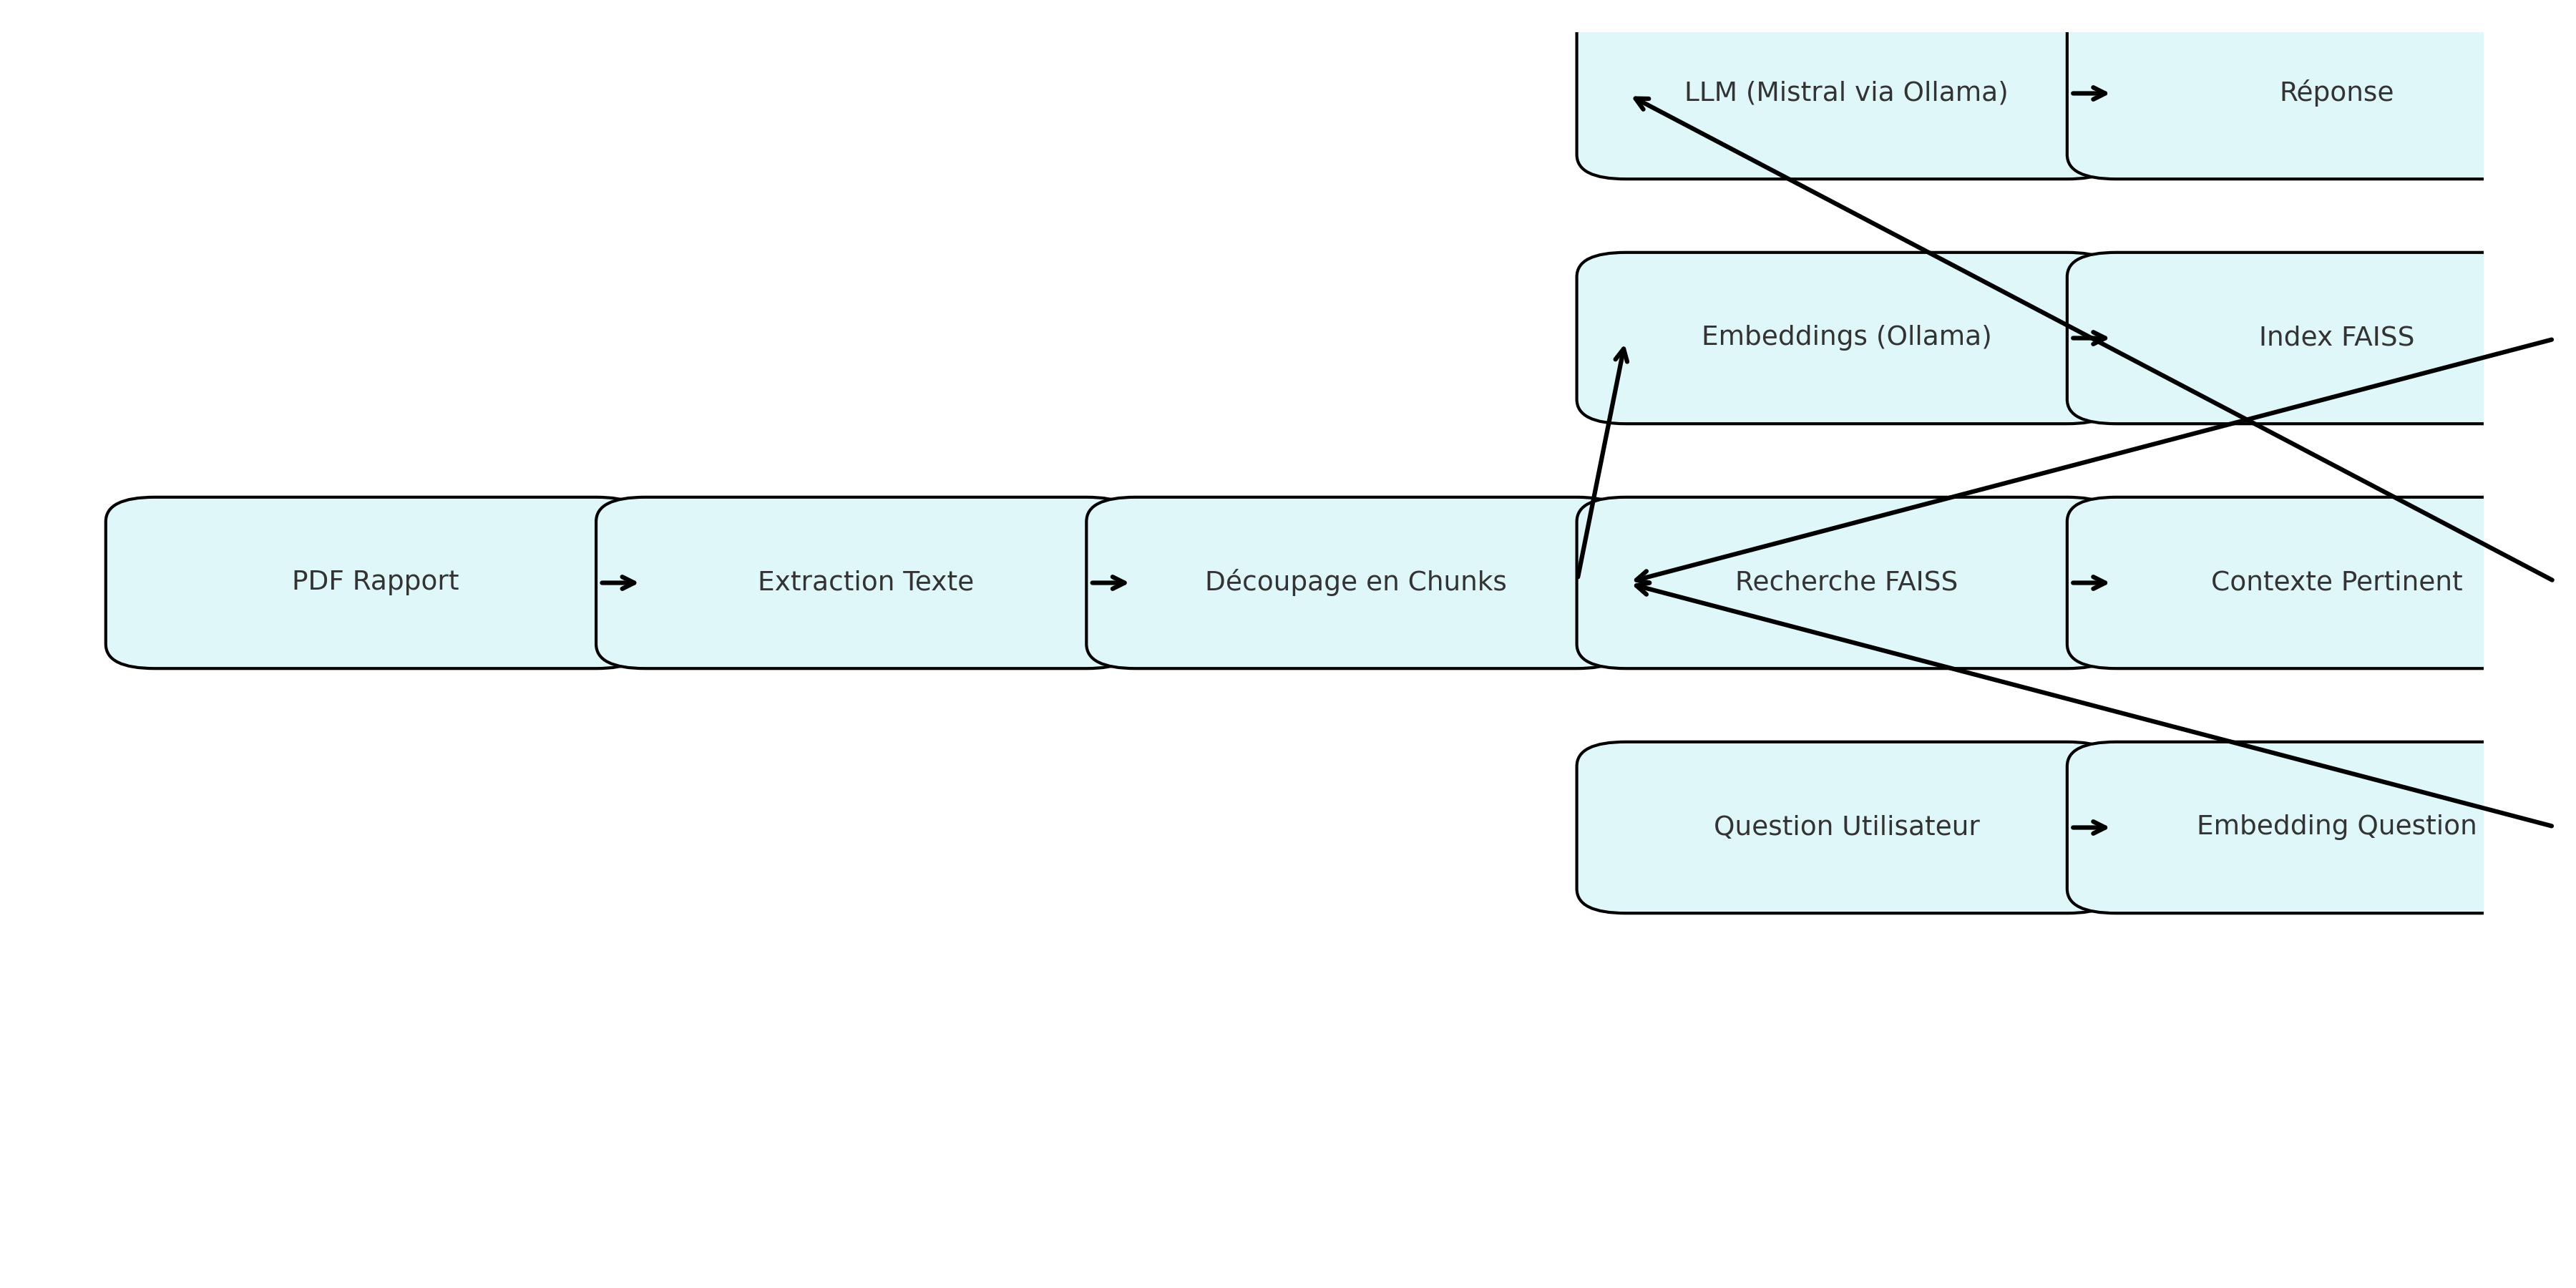 LLM (Mistral via Ollama)
Réponse
Embeddings (Ollama)
Index FAISS
PDF Rapport
Extraction Texte
Découpage en Chunks
Recherche FAISS
Contexte Pertinent
Question Utilisateur
Embedding Question